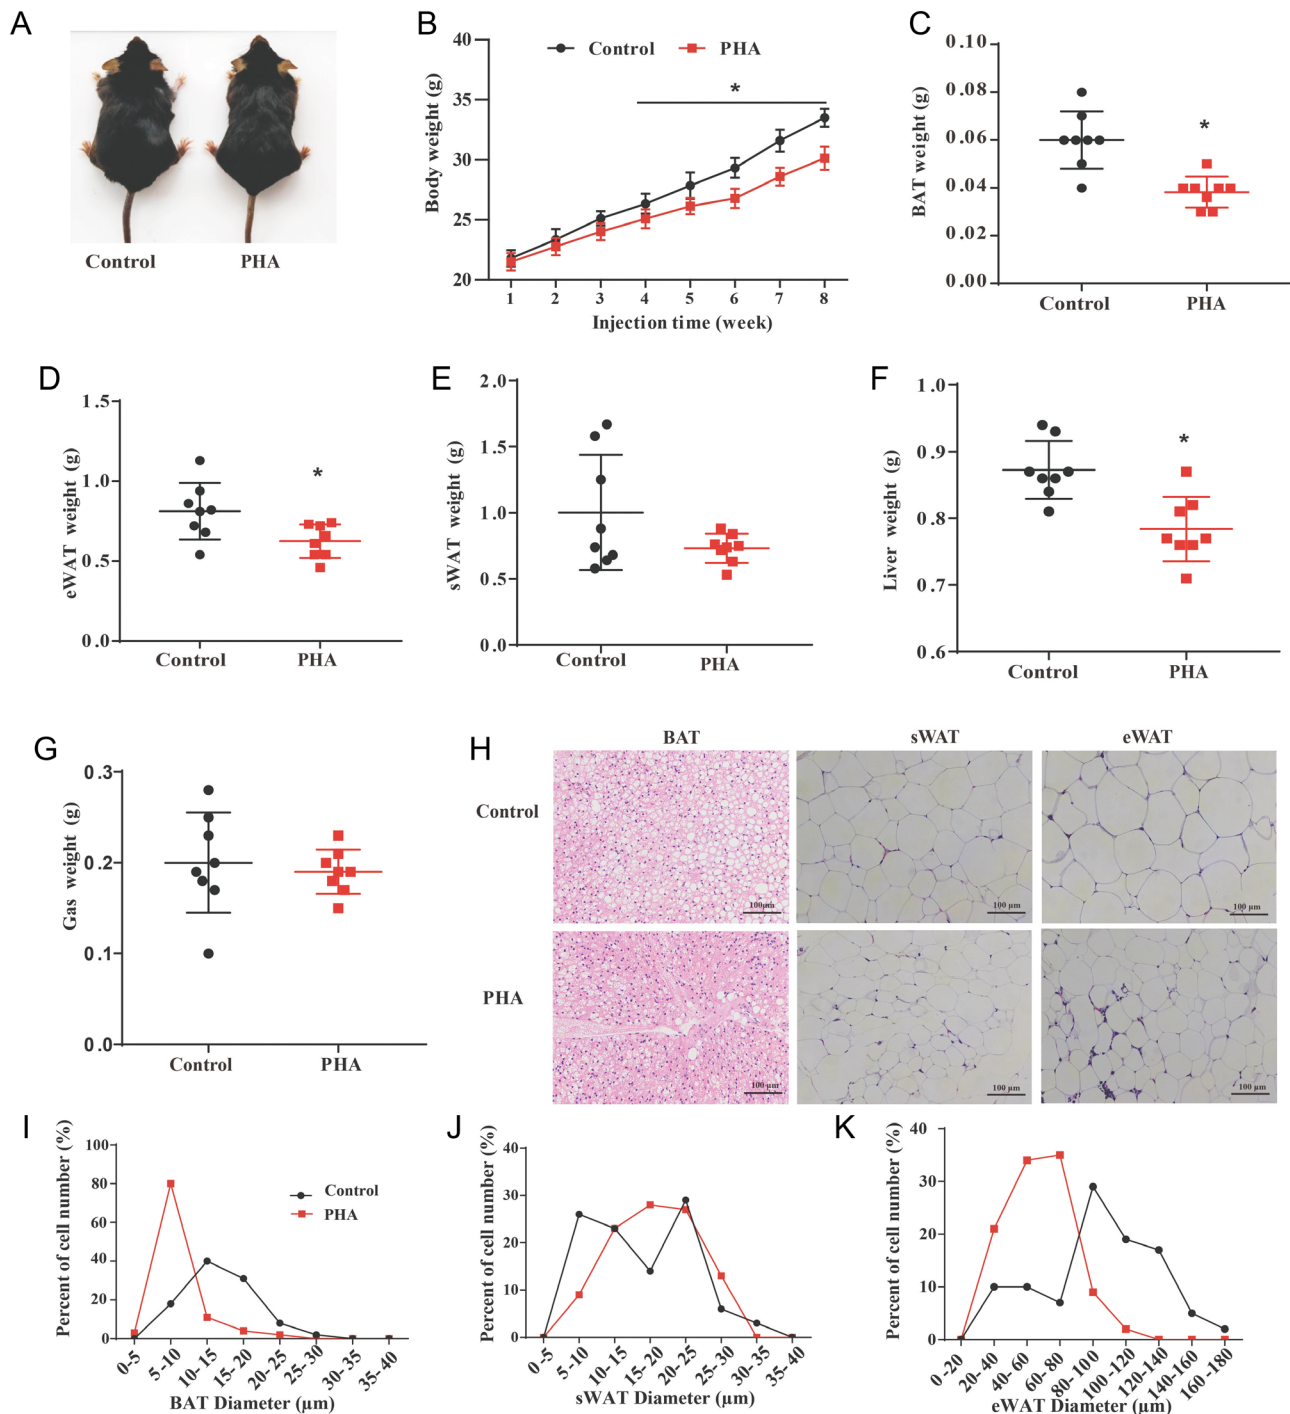 A
Control
PHA
B
Control
PHA
*
Body weight (g)
40
35
30
25
20
1 2 3 4 5 6 7 8
Injection time (week)
C
BAT weight (g)
0.10
0.08
0.06
0.04
0.02
0.00
*
Control
PHA
D
eWAT weight (g)
1.5
1.0
0.5
0.0
*
Control
PHA
E
sWAT weight (g)
2.0
1.5
1.0
0.5
0.0
Control
PHA
F
Liver weight (g)
1.0
0.9
0.8
0.7
0.6
*
Control
PHA
G
Gas weight (g)
0.3
0.2
0.1
0.0
Control
PHA
H
BAT
sWAT
eWAT
Control
100μm
100 μm
100 μm
PHA
100 μm
100 μm
100 μm
I
Percent of cell number (%)
100
80
60
40
20
0
Control
PHA
0-5
5-10
10-15
15-20
20-25
25-30
30-35
35-40
BAT Diameter (μm)
J
Percent of cell number (%)
40
30
20
10
0
0-5
5-10
10-15
15-20
20-25
25-30
30-35
35-40
sWAT Diameter (μm)
K
Percent of cell number (%)
40
30
20
10
0
0-20
20-40
40-60
60-80
80-100
100-120
120-140
140-160
160-180
eWAT Diameter (μm)